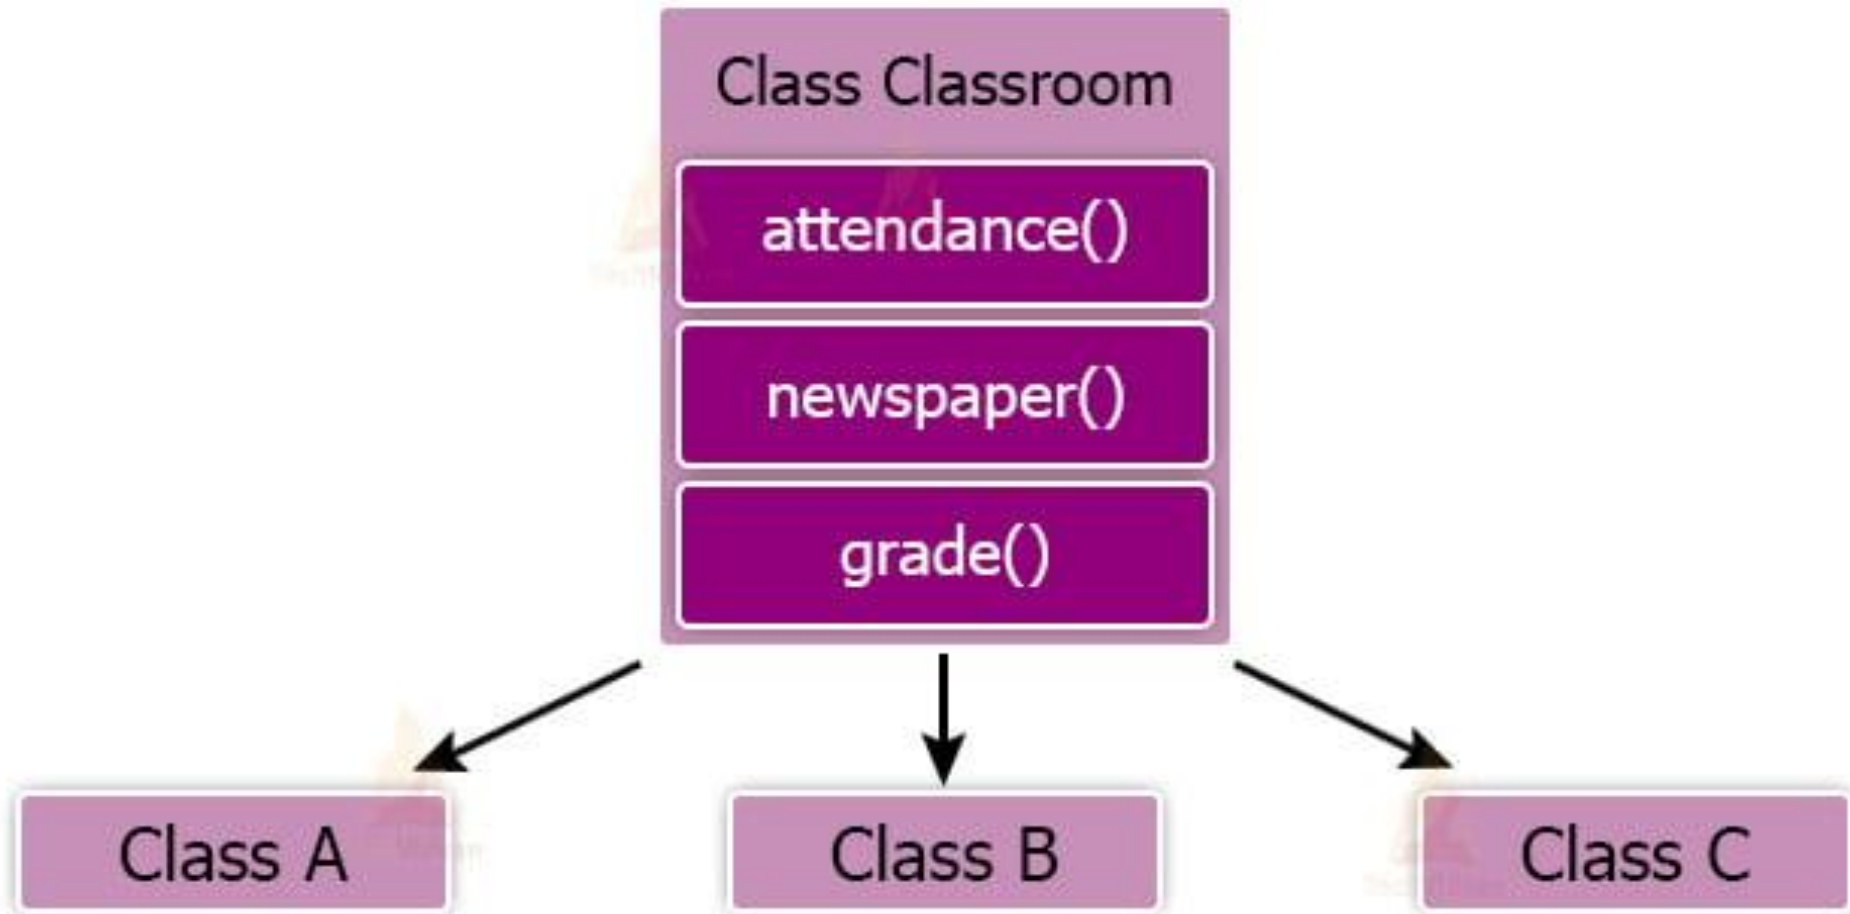 Class Classroom
attendance()
newspaper()
grade()
Class A
Class B
Class C